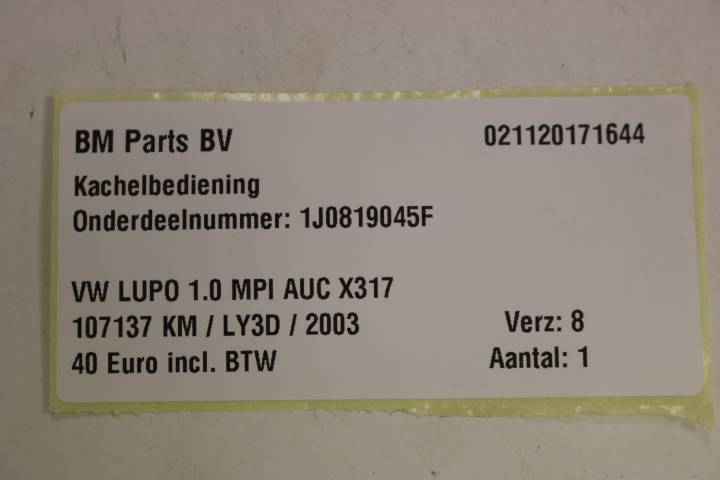 BM Parts BV 021120171644
Kachelbediening
Onderdeelnummer: 1J0819045F
VW LUPO 1.0 MPI AUC X317
107137 KM / LY3D / 2003 Verz: 8
40 Euro incl. BTW Aantal: 1